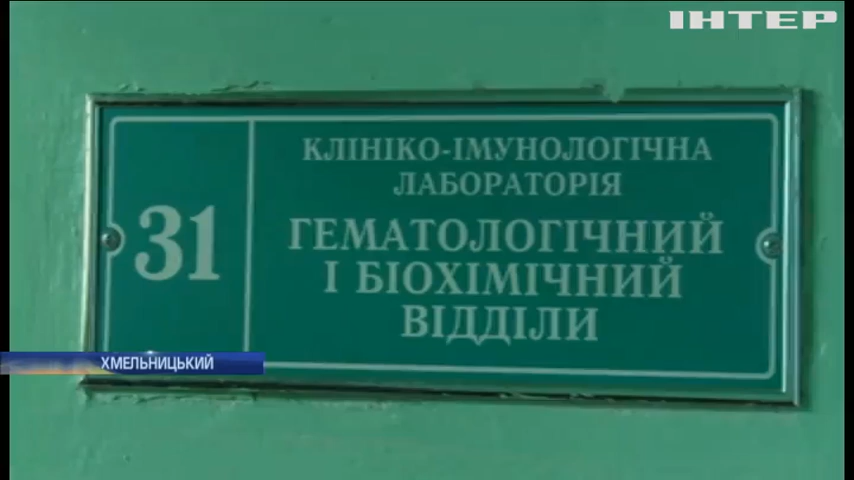 ІНТЕР
31
КЛІНІКО-ІМУНОЛОГІЧНА
ЛАБОРАТОРІЯ
ГЕМАТОЛОГІЧНИЙ
І БІОХІМІЧНИЙ
ВІДДІЛИ
ХМЕЛЬНИЦЬКИЙ